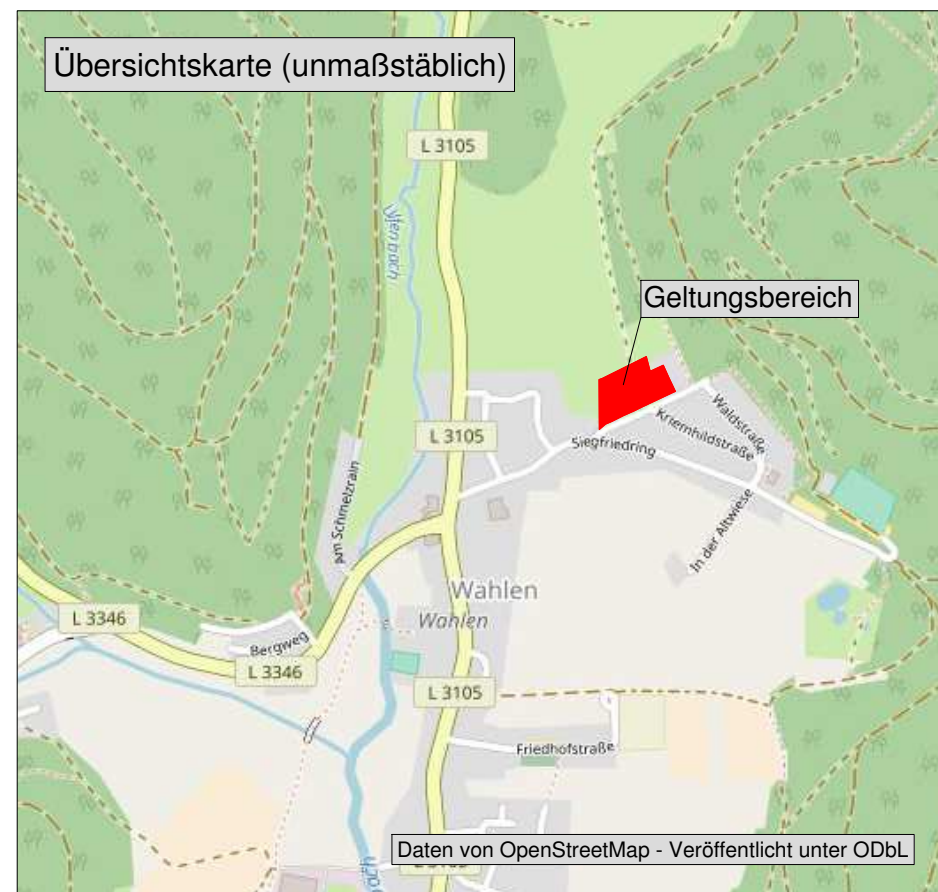 Übersichtskarte (unmaßstäblich)
L 3105
Geltungsbereich
L 3105
Siegfriedring
Kriemhildstraße
Waldstraße
Am Schmelzrain
In der Altwiese
Wahlen
Wahlen
L 3346
Bergweg
L 3346
L 3105
Friedhofstraße
Daten von OpenStreetMap - Veröffentlicht unter ODbL